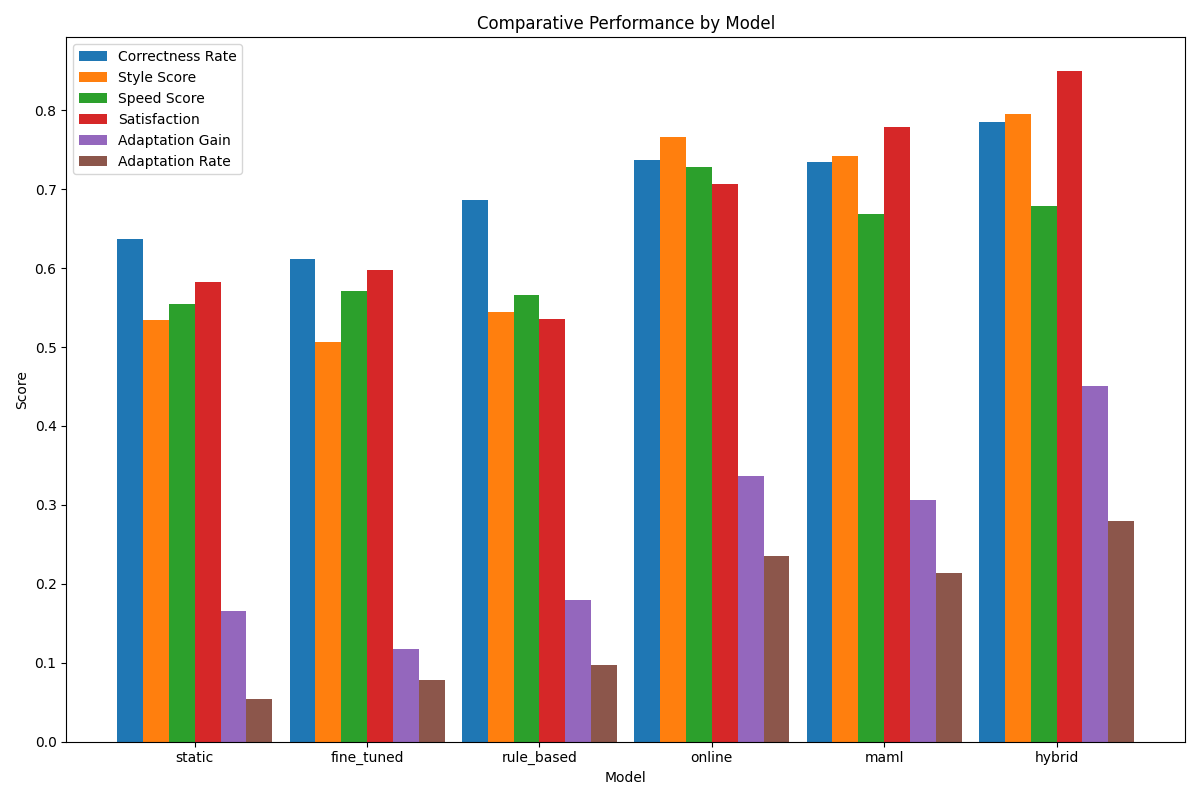 Comparative Performance by Model
Correctness Rate
Style Score
Speed Score
Satisfaction
Adaptation Gain
Adaptation Rate
Score
0.8
0.7
0.6
0.5
0.4
0.3
0.2
0.1
0.0
static fine_tuned rule_based online maml hybrid
Model